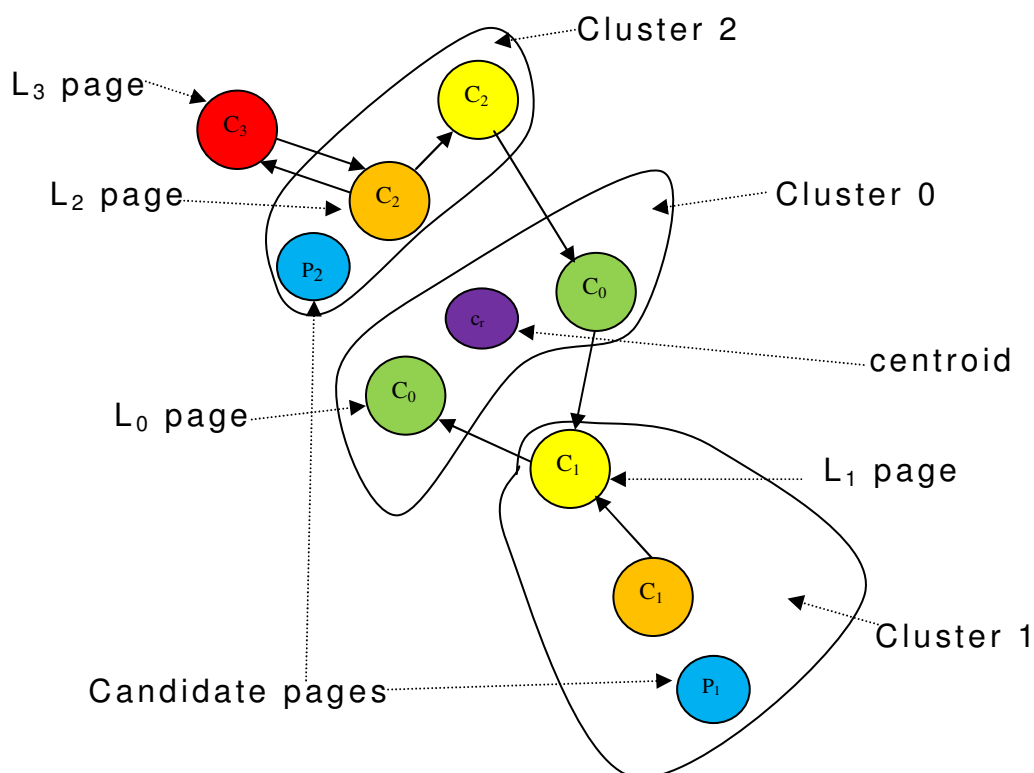 Cluster 2
L₃ page
C₂
C₃
L₂ page
C₂
Cluster 0
P₂
C₀
cᵣ
centroid
C₀
L₀ page
C₁
L₁ page
C₁
Cluster 1
Candidate pages
P₁